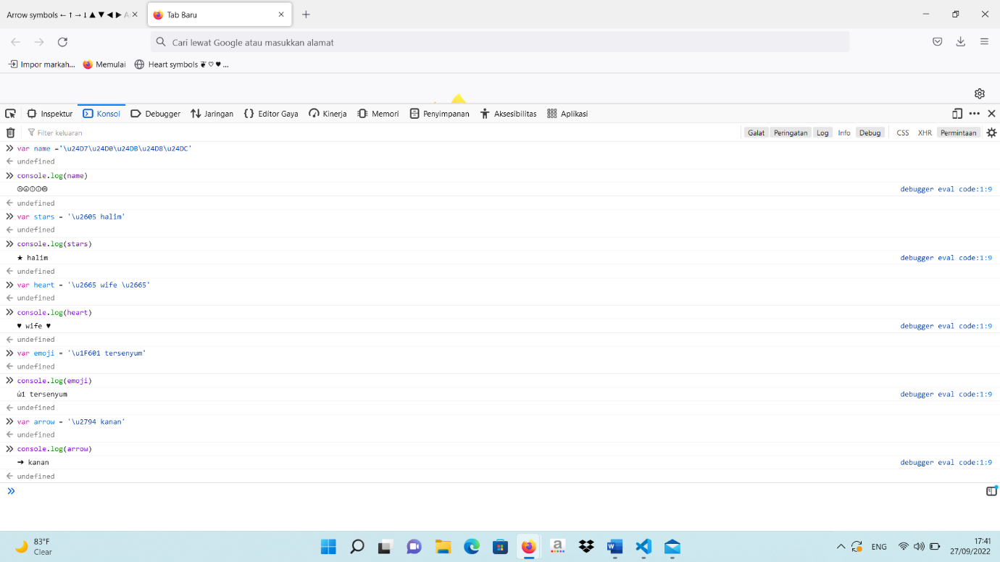 Arrow symbols ← ↑ → ↓ ▲ ▼ ◀ ▶ A
Tab Baru
Cari lewat Google atau masukkan alamat
Impor markah... Memulai Heart symbols ❦ ♡ ♥ ...
Inspektur Konsol Debugger Jaringan {} Editor Gaya Kinerja Memori Penyimpanan Aksesibilitas Aplikasi
Filter keluaran Galat Peringatan Log Info Debug CSS XHR Permintaan
var name ='\u24D7\u24D0\u24DB\u24D8\u24DC'
undefined
console.log(name)
ⓗⓐⓛⓘⓜ debugger eval code:1:9
undefined
var stars = '\u2605 halim'
undefined
console.log(stars)
★ halim debugger eval code:1:9
undefined
var heart = '\u2665 wife \u2665'
undefined
console.log(heart)
♥ wife ♥ debugger eval code:1:9
undefined
var emoji = '\u1F601 tersenyum'
undefined
console.log(emoji)
ὠ1 tersenyum debugger eval code:1:9
undefined
var arrow = '\u2794 kanan'
undefined
console.log(arrow)
➔ kanan debugger eval code:1:9
undefined
83°F
Clear
ENG
17:41
27/09/2022